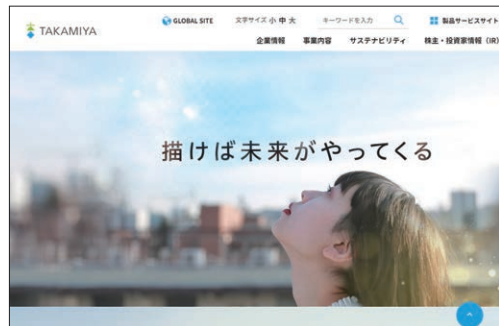 TAKAMIYA
GLOBAL SITE 文字サイズ 小 中 大 キーワードを入力 製品サービスサイト
企業情報 事業内容 サステナビリティ 株主・投資家情報（IR）
描けば未来がやってくる